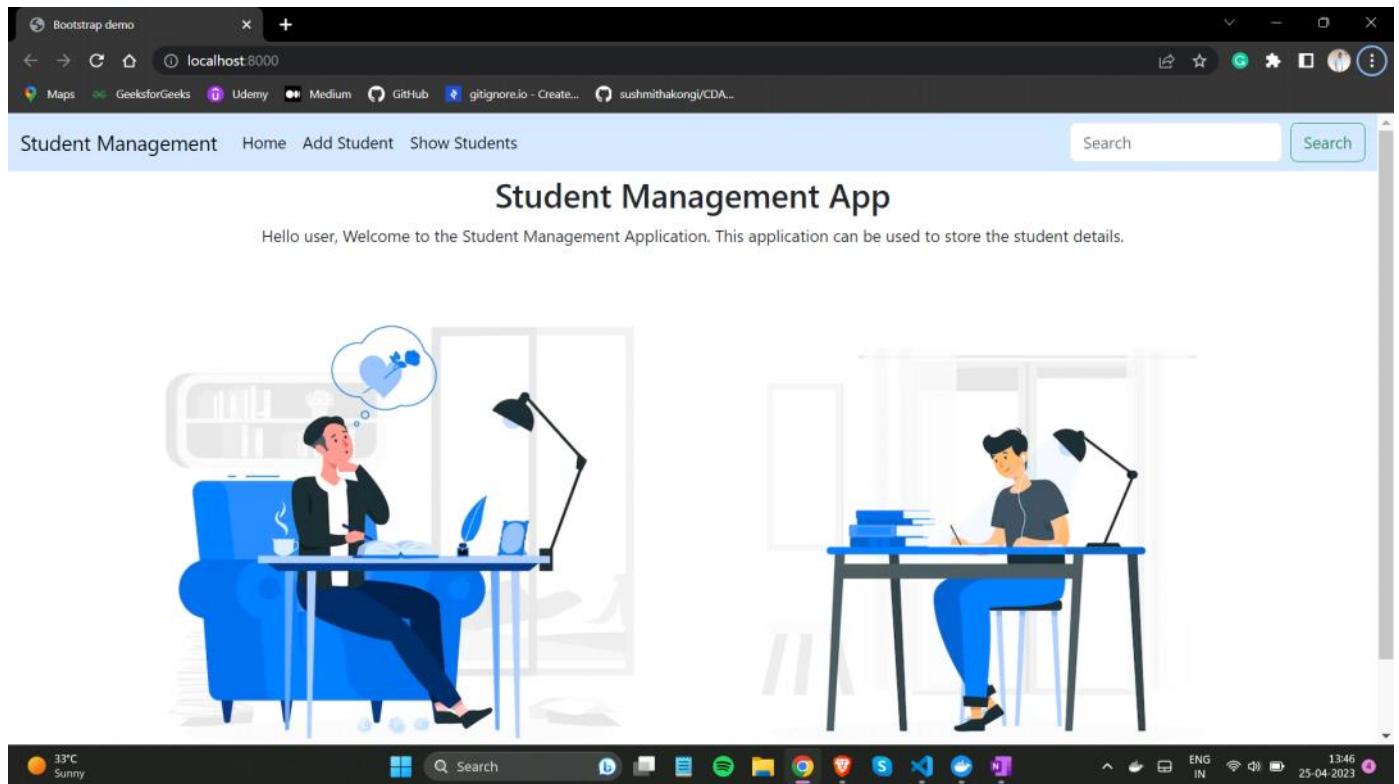 Bootstrap demo
localhost:8000
Maps GeeksforGeeks Udemy Medium GitHub gitignore.io - Create... sushmithakongi/CDA...
Student Management Home Add Student Show Students Search Search
Student Management App
Hello user, Welcome to the Student Management Application. This application can be used to store the student details.
33°C
Sunny
Search
ENG
IN
13:46
25-04-2023
4